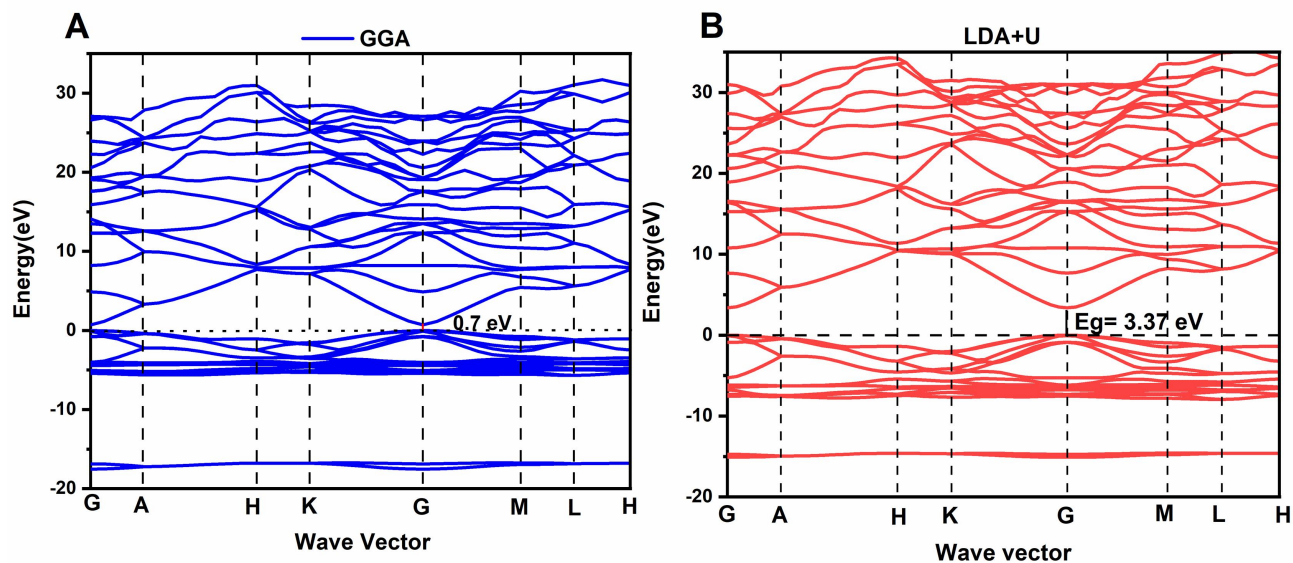 A
GGA
Energy(eV)
30
20
10
0
-10
-20
0.7 eV
G A H K G M L H
Wave Vector
B
LDA+U
Energy(eV)
30
20
10
0
-10
-20
Eg= 3.37 eV
G A H K G M L H
Wave vector